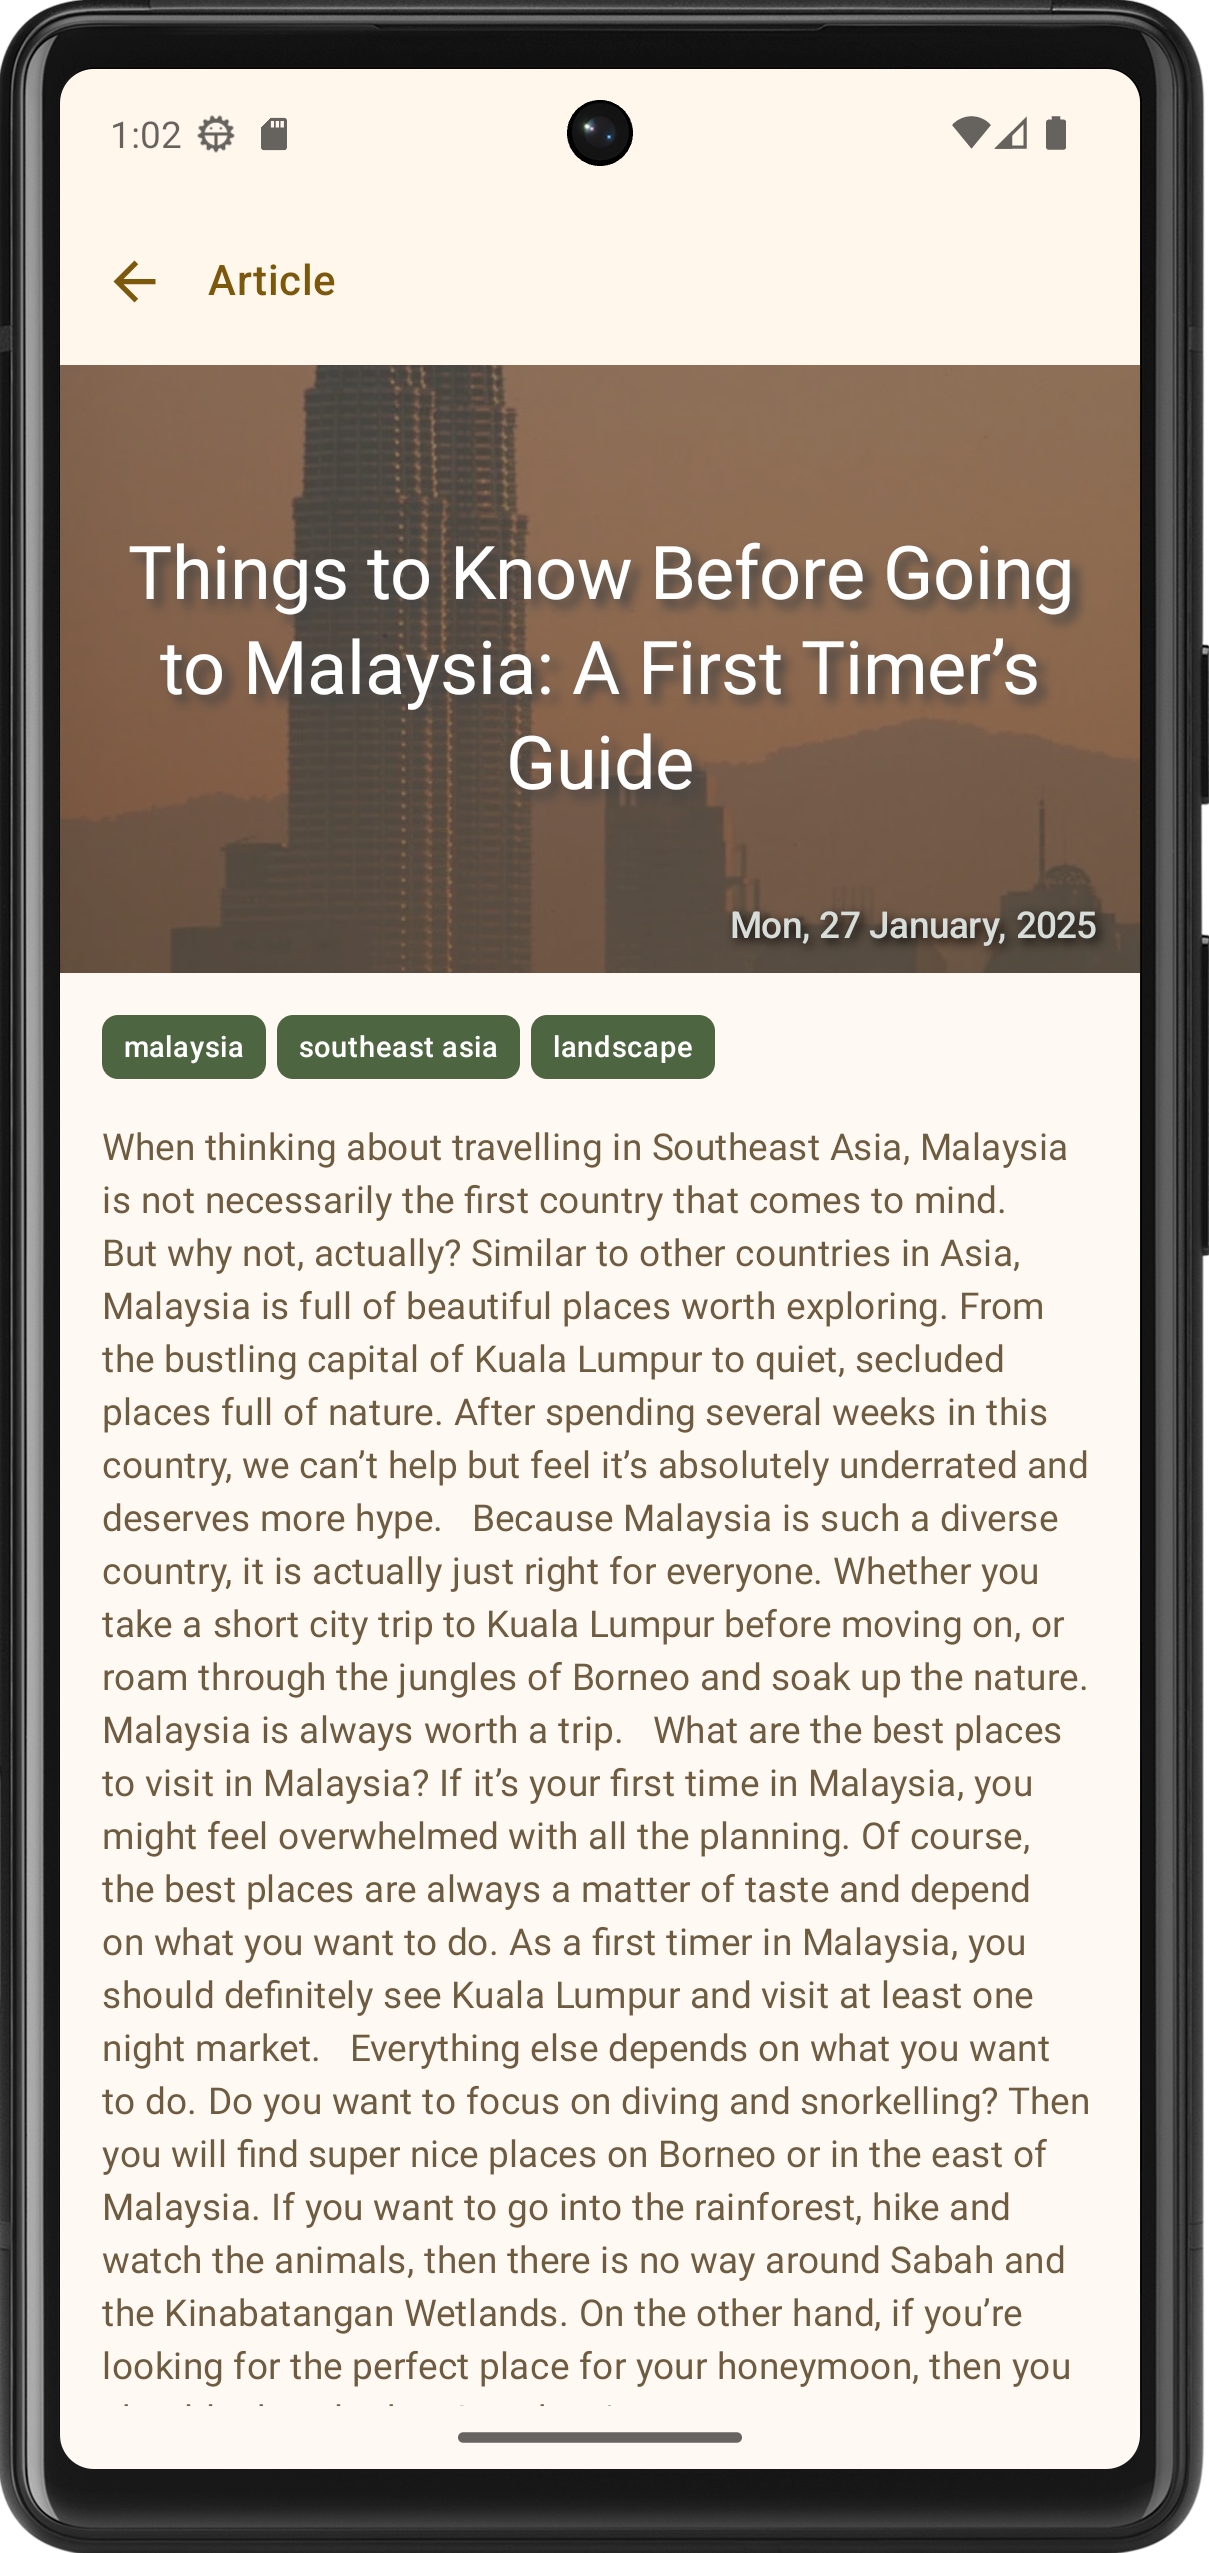 1:02
Article
Things to Know Before Going
to Malaysia: A First Timer’s
Guide
Mon, 27 January, 2025
malaysia southeast asia landscape
When thinking about travelling in Southeast Asia, Malaysia
is not necessarily the first country that comes to mind.
But why not, actually? Similar to other countries in Asia,
Malaysia is full of beautiful places worth exploring. From
the bustling capital of Kuala Lumpur to quiet, secluded
places full of nature. After spending several weeks in this
country, we can’t help but feel it’s absolutely underrated and
deserves more hype.   Because Malaysia is such a diverse
country, it is actually just right for everyone. Whether you
take a short city trip to Kuala Lumpur before moving on, or
roam through the jungles of Borneo and soak up the nature.
Malaysia is always worth a trip.   What are the best places
to visit in Malaysia? If it’s your first time in Malaysia, you
might feel overwhelmed with all the planning. Of course,
the best places are always a matter of taste and depend
on what you want to do. As a first timer in Malaysia, you
should definitely see Kuala Lumpur and visit at least one
night market.   Everything else depends on what you want
to do. Do you want to focus on diving and snorkelling? Then
you will find super nice places on Borneo or in the east of
Malaysia. If you want to go into the rainforest, hike and
watch the animals, then there is no way around Sabah and
the Kinabatangan Wetlands. On the other hand, if you’re
looking for the perfect place for your honeymoon, then you